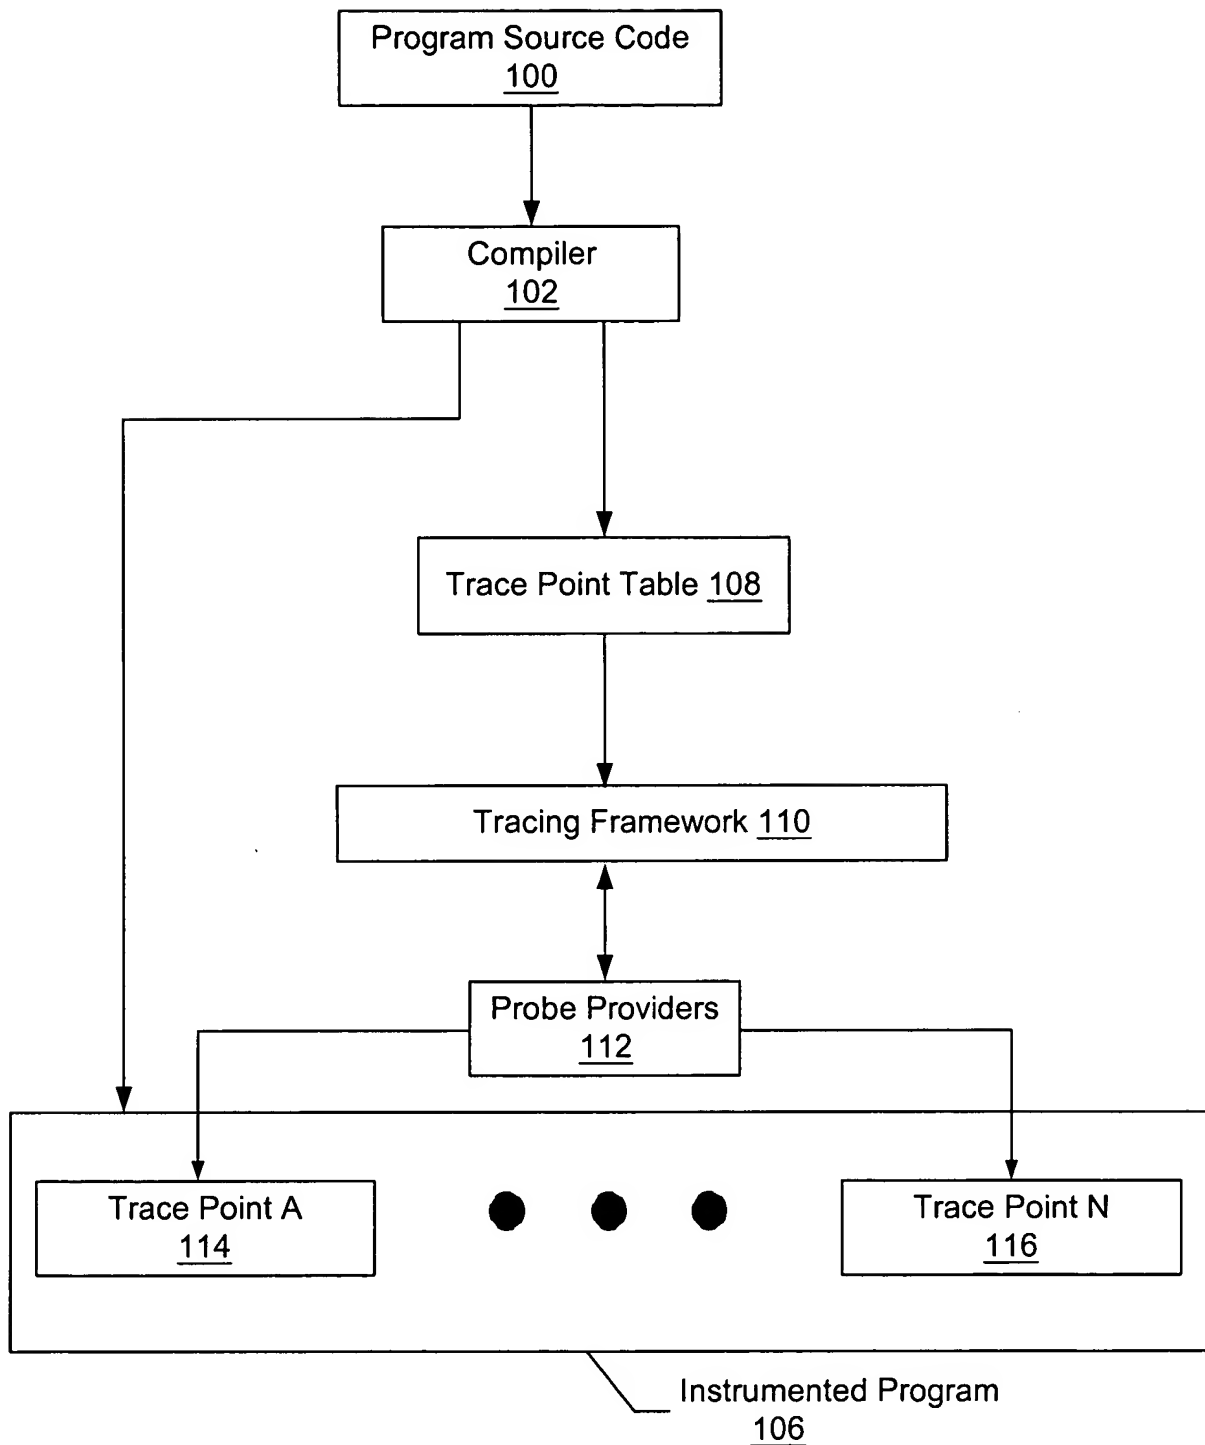 Program Source Code
100
Compiler
102
Trace Point Table 108
Tracing Framework 110
Probe Providers
112
Trace Point A
114
Trace Point N
116
Instrumented Program
106